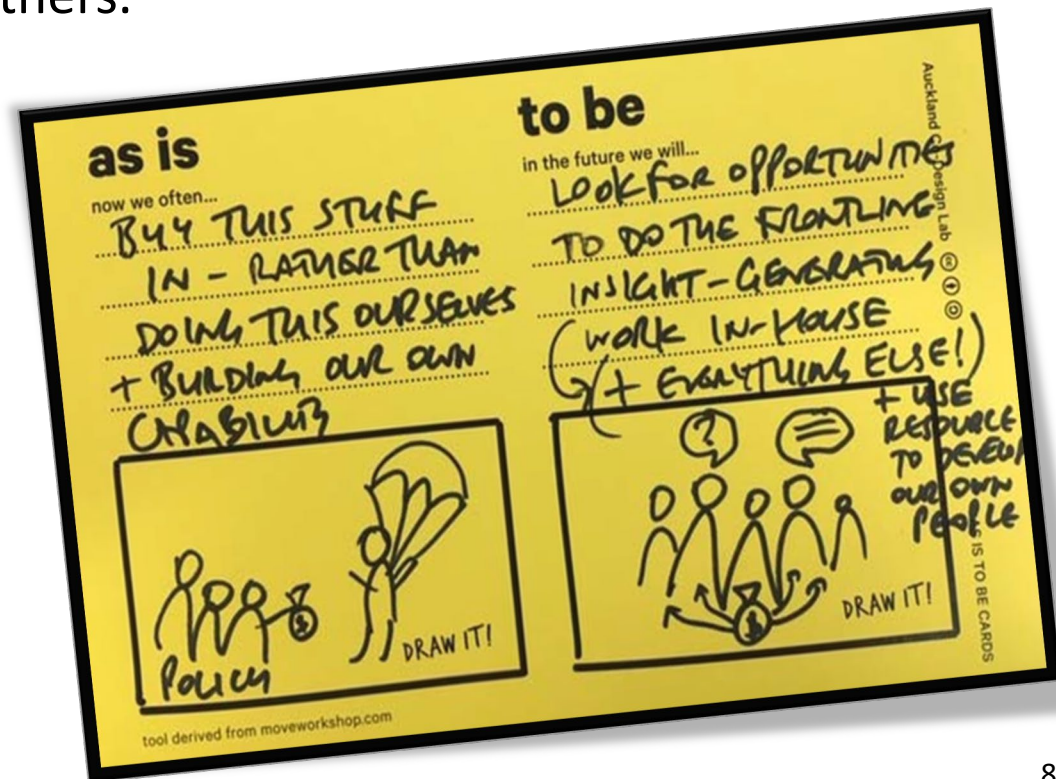 thers.
as is
now we often...
BUY THIS STUFF
IN - RATHER THAN
DOING THIS OURSELVES
+ BUILDING OUR OWN
CAPABILITY
POLICY
DRAW IT!
tool derived from moveworkshop.com
to be
in the future we will...
LOOK FOR OPPORTUNITIES
TO DO THE FRONTLINE
INSIGHT-GENERATING
WORK IN-HOUSE
(+ EVERYTHING ELSE!)
+ USE
RESOURCE
TO DEVELOP
OUR OWN
PEOPLE
?
$
$
DRAW IT!
Auckland Co-Design Lab
IS TO BE CARDS
8